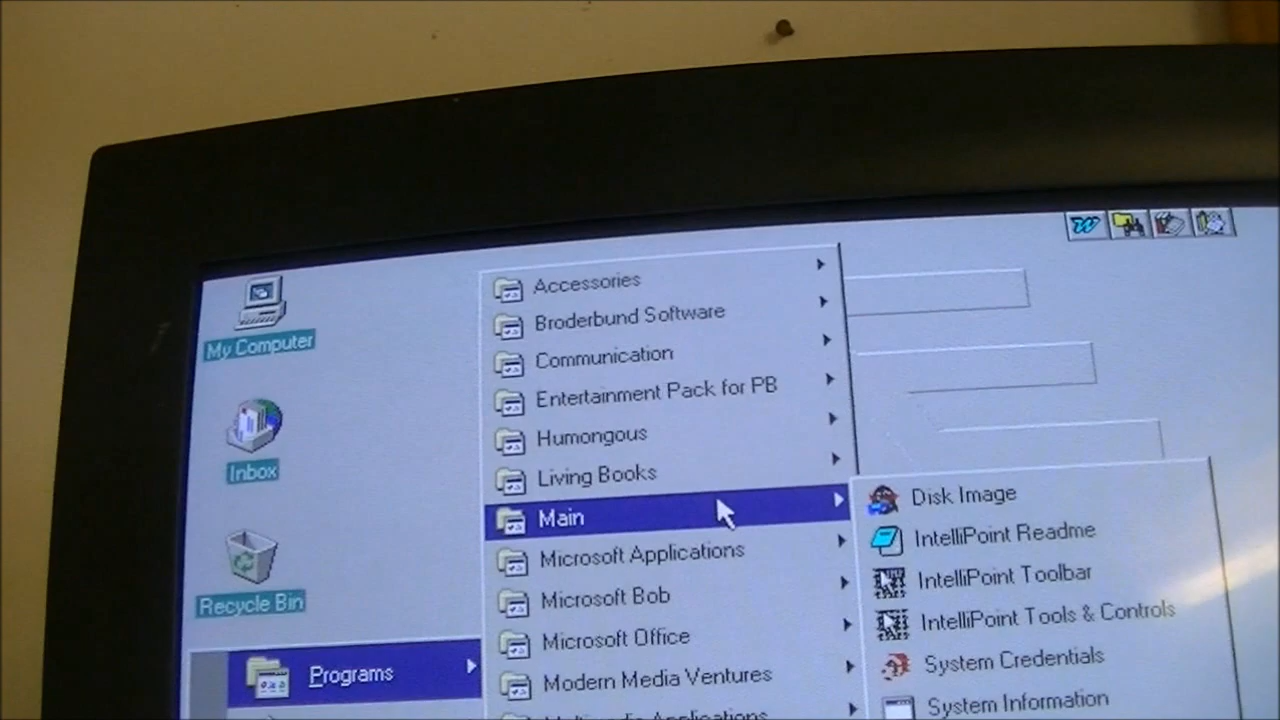 My Computer
Inbox
Recycle Bin
Programs
Accessories
Broderbund Software
Communication
Entertainment Pack for PB
Humongous
Living Books
Main
Microsoft Applications
Microsoft Bob
Microsoft Office
Modern Media Ventures
Multimedia Applications
Disk Image
IntelliPoint Readme
IntelliPoint Toolbar
IntelliPoint Tools & Controls
System Credentials
System Information